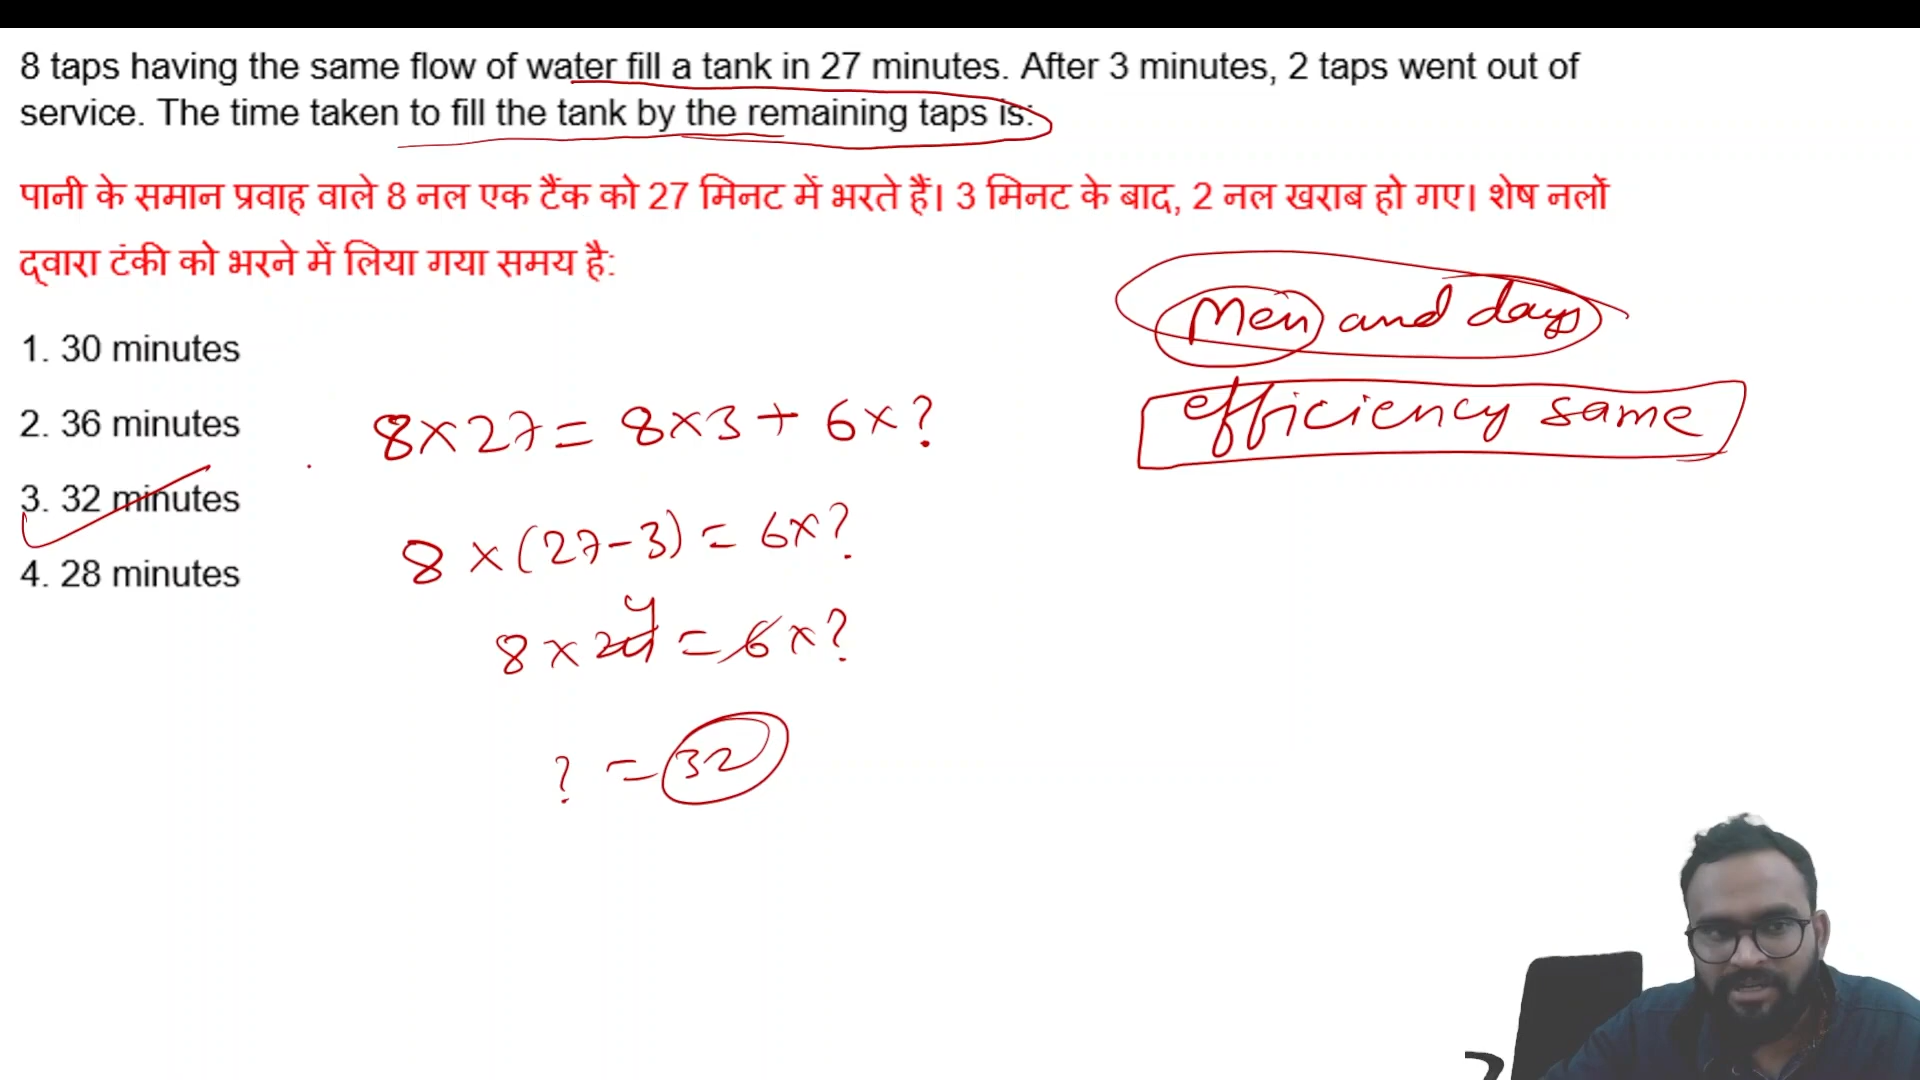 8 taps having the same flow of water fill a tank in 27 minutes. After 3 minutes, 2 taps went out of
service. The time taken to fill the tank by the remaining taps is:
पानी के समान प्रवाह वाले 8 नल एक टैंक को 27 मिनट में भरते हैं। 3 मिनट के बाद, 2 नल खराब हो गए। शेष नलों
द्वारा टंकी को भरने में लिया गया समय है:
1. 30 minutes
2. 36 minutes
3. 32 minutes
4. 28 minutes
Men and days
efficiency same
8×27 = 8×3 + 6×?
8 × (27-3) = 6×?
4
8 × 24 = 6 × ?
? = 32